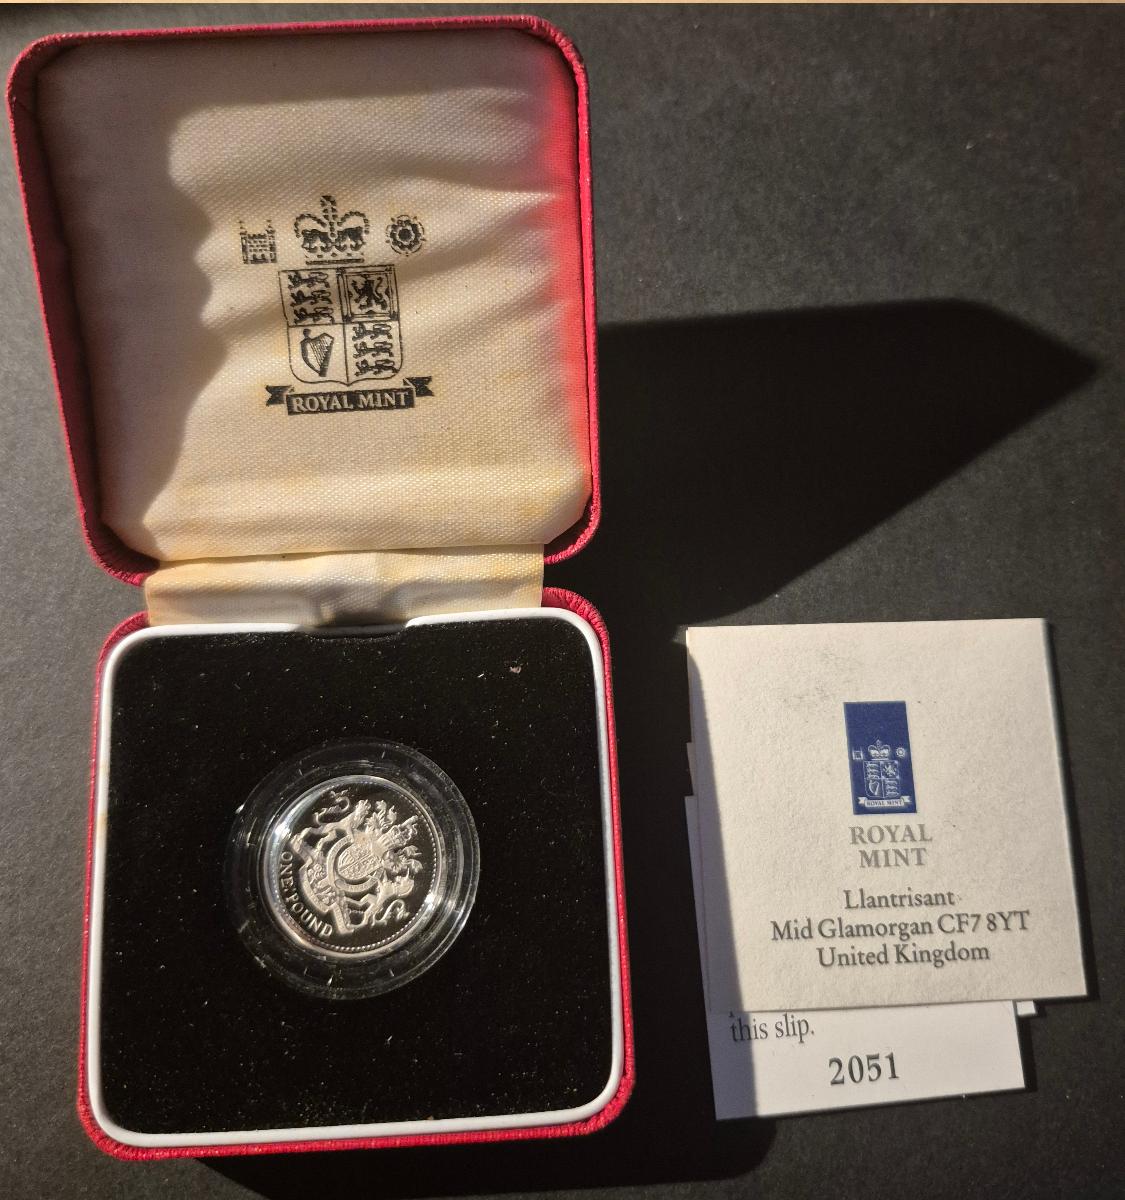 ROYAL MINT
ONE·POUND
ROYAL MINT
ROYAL
MINT
Llantrisant
Mid Glamorgan CF7 8YT
United Kingdom
this slip.
2051